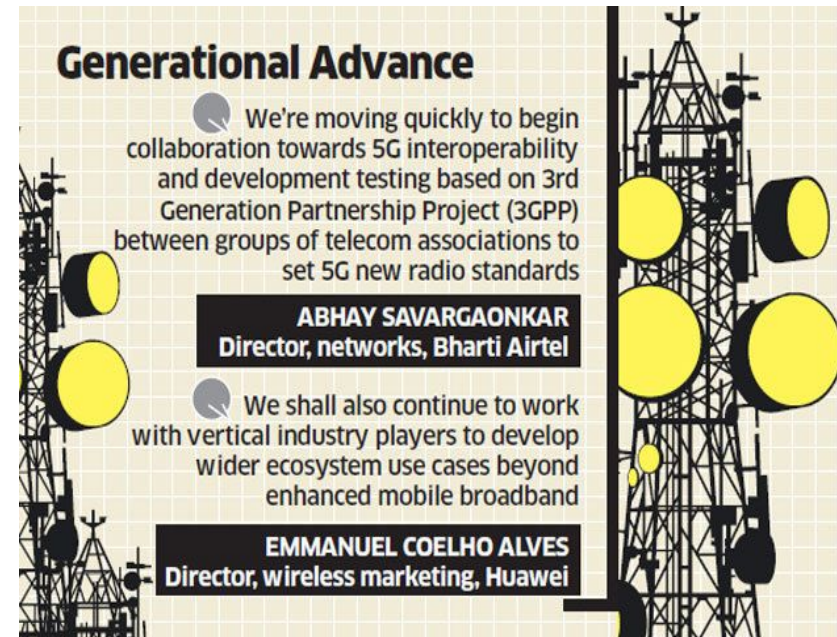 Generational Advance
We're moving quickly to begin
collaboration towards 5G interoperability
and development testing based on 3rd
Generation Partnership Project (3GPP)
between groups of telecom associations to
set 5G new radio standards
ABHAY SAVARGAONKAR
Director, networks, Bharti Airtel
We shall also continue to work
with vertical industry players to develop
wider ecosystem use cases beyond
enhanced mobile broadband
EMMANUEL COELHO ALVES
Director, wireless marketing, Huawei